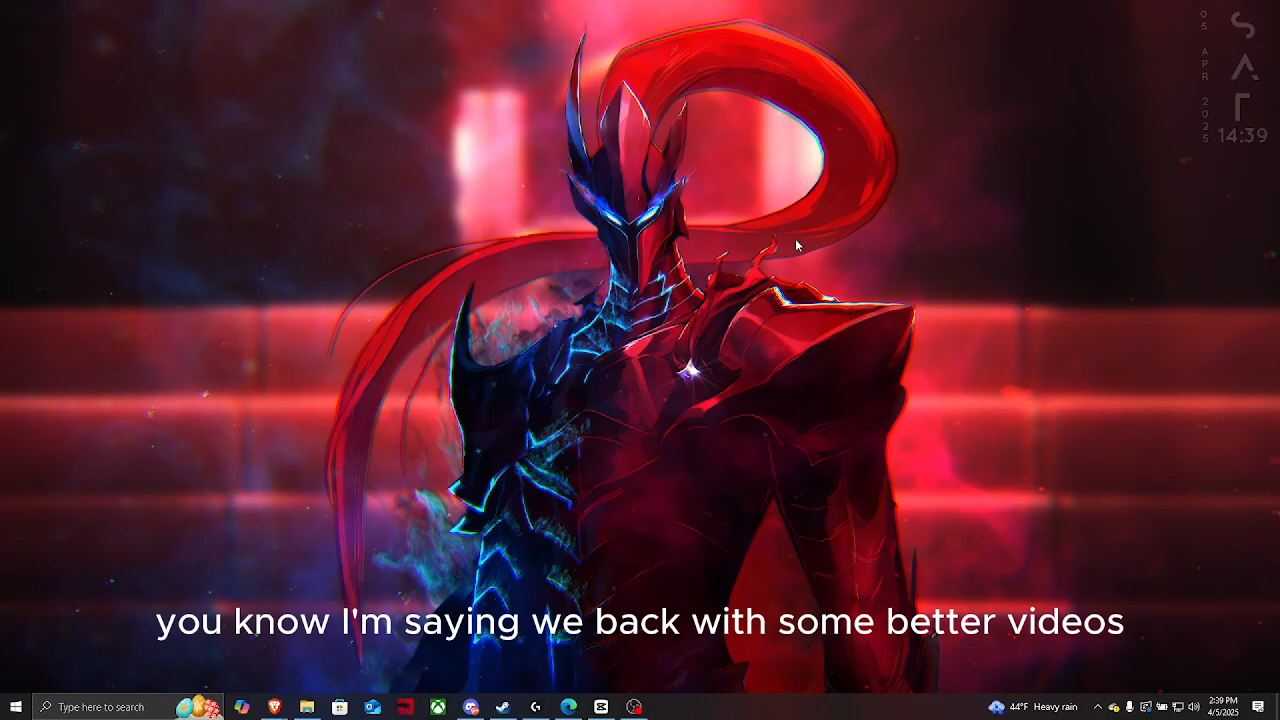 05 APR 2025
SAT
14:39
you know I'm saying we back with some better videos
Type here to search
44°F Heavy rain
2:39 PM
4/5/2025